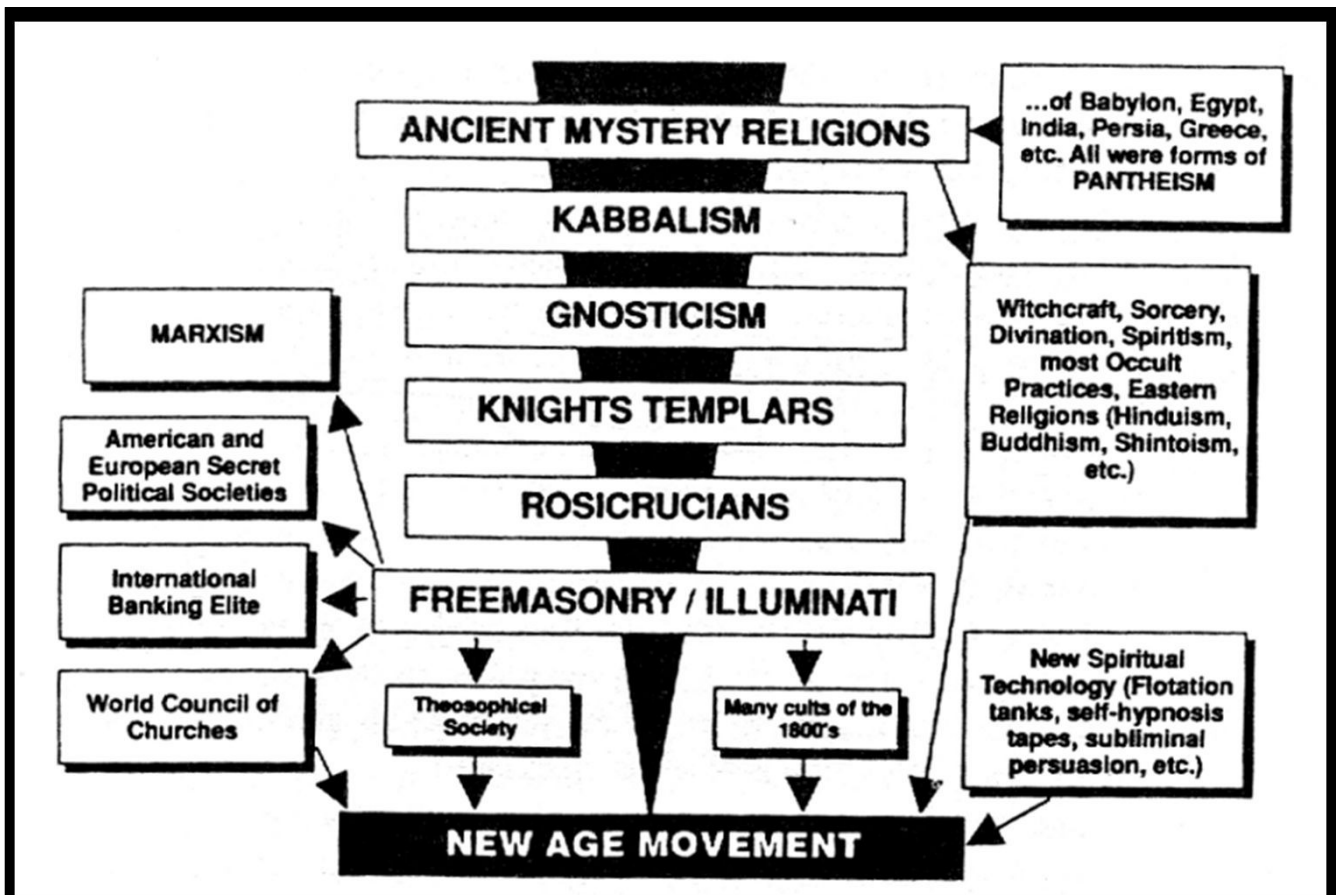 ANCIENT MYSTERY RELIGIONS
...of Babylon, Egypt,
India, Persia, Greece,
etc. All were forms of
PANTHEISM
KABBALISM
GNOSTICISM
KNIGHTS TEMPLARS
ROSICRUCIANS
FREEMASONRY / ILLUMINATI
Witchcraft, Sorcery,
Divination, Spiritism,
most Occult
Practices, Eastern
Religions (Hinduism,
Buddhism, Shintoism,
etc.)
MARXISM
American and
European Secret
Political Societies
International
Banking Elite
World Council of
Churches
Theosophical
Society
Many cults of the
1800's
New Spiritual
Technology (Flotation
tanks, self-hypnosis
tapes, subliminal
persuasion, etc.)
NEW AGE MOVEMENT